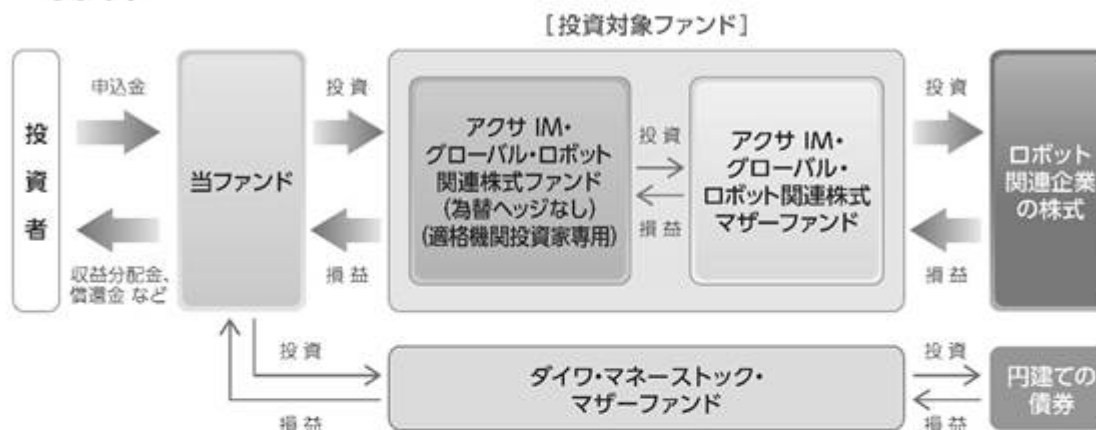 [投資対象ファンド]
投資者
申込金
収益分配金、
償還金 など
当ファンド
投資
損益
アクサ IM・
グローバル・ロボット
関連株式ファンド
(為替ヘッジなし)
(適格機関投資家専用)
投資
損益
アクサ IM・
グローバル・
ロボット関連株式
マザーファンド
投資
損益
ロボット
関連企業
の株式
投資
損益
ダイワ・マネーストック・
マザーファンド
投資
損益
円建ての
債券